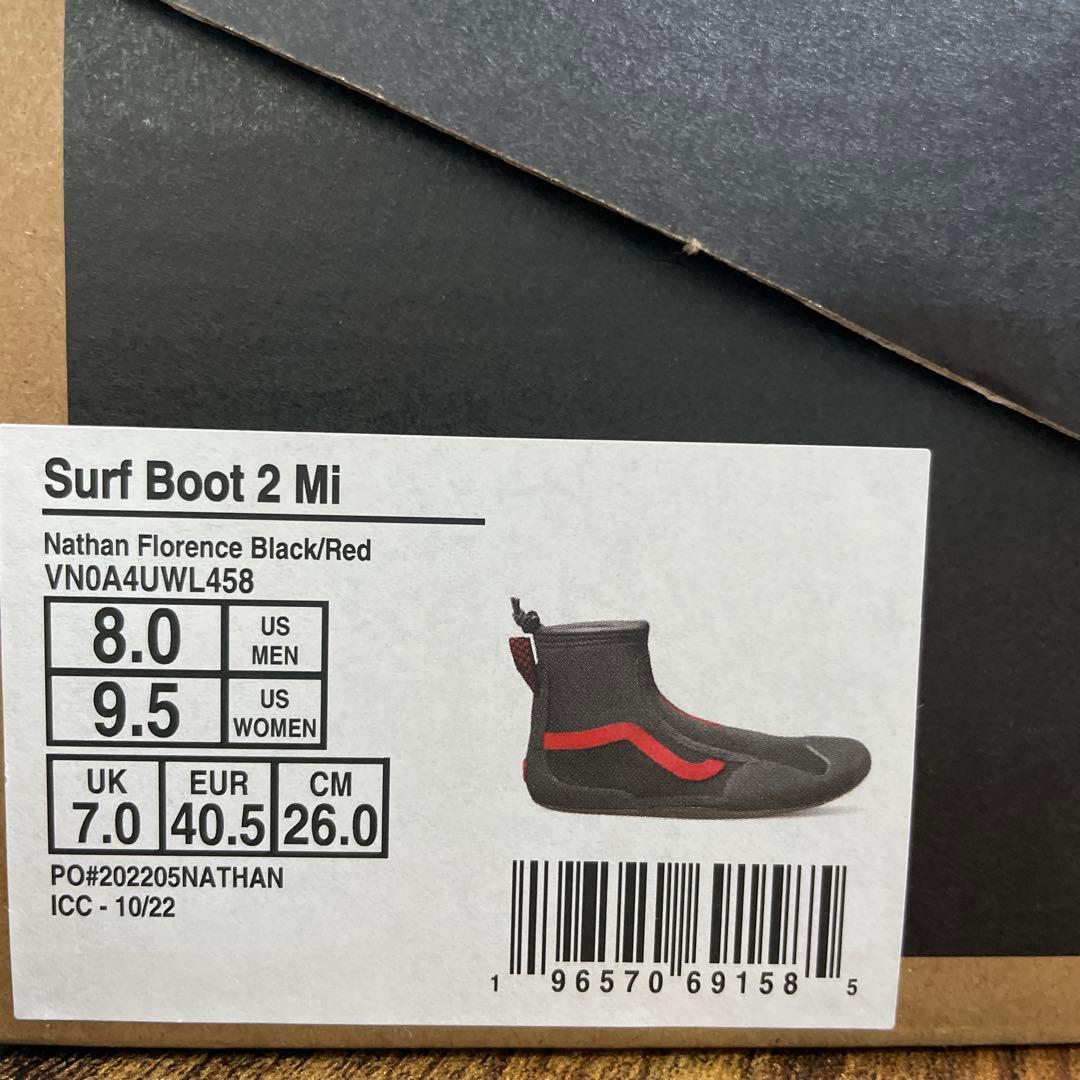 Surf Boot 2 Mi
Nathan Florence Black/Red
VN0A4UWL458
8.0 US MEN
9.5 US WOMEN
UK EUR CM
7.0 40.5 26.0
PO#202205NATHAN
ICC - 10/22
1 96570 69158 5